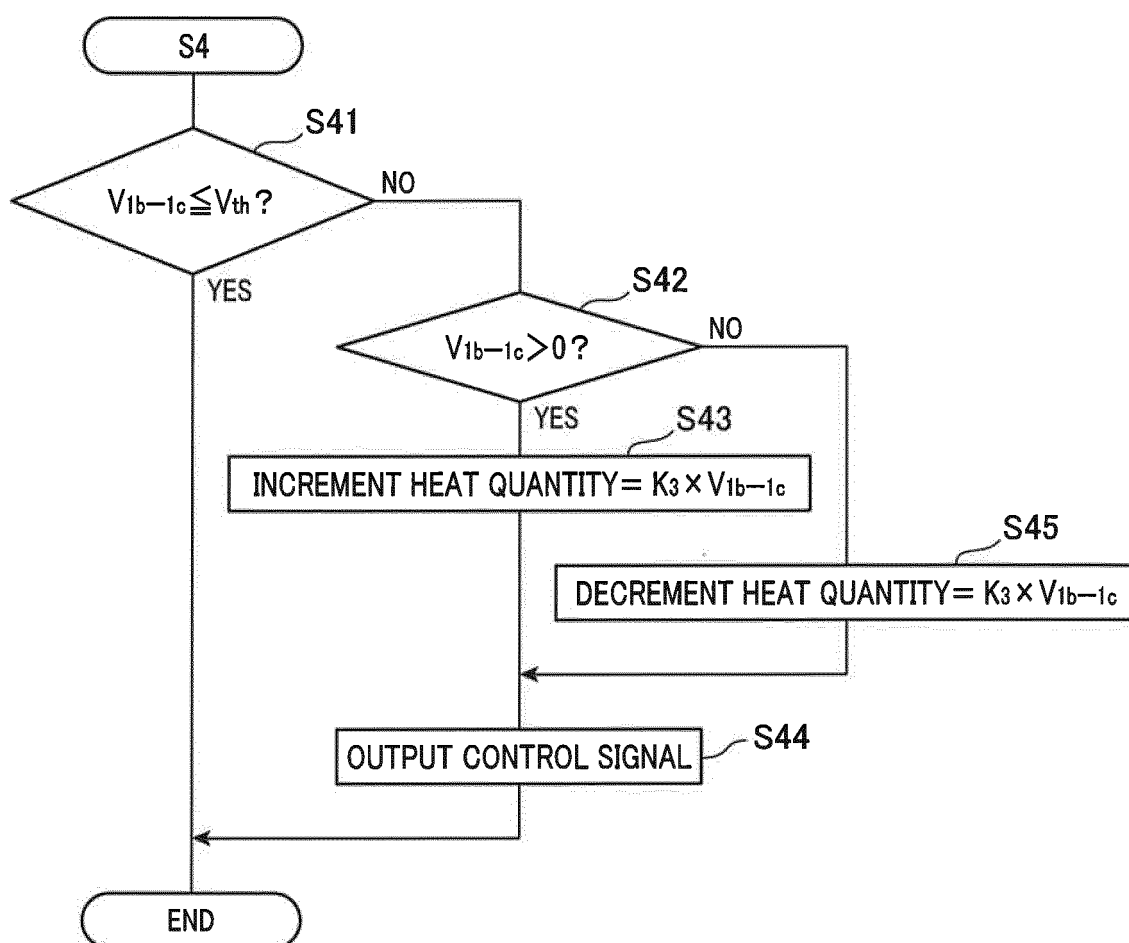 S4
S41
V1b−1c≦Vth?
NO
YES
S42
V1b−1c>0?
NO
YES
S43
INCREMENT HEAT QUANTITY= K3×V1b−1c
S45
DECREMENT HEAT QUANTITY= K3×V1b−1c
OUTPUT CONTROL SIGNAL
S44
END